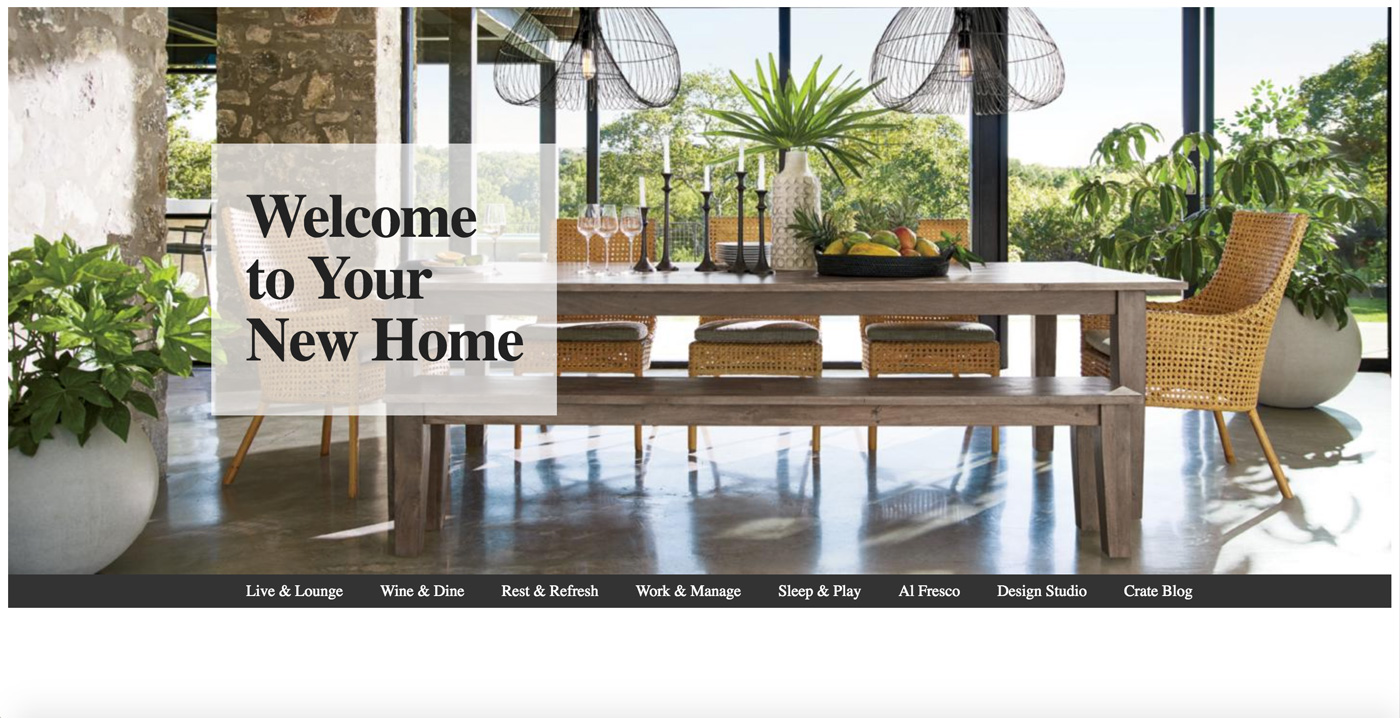 Welcome
to Your
New Home
Live & Lounge Wine & Dine Rest & Refresh Work & Manage Sleep & Play Al Fresco Design Studio Crate Blog